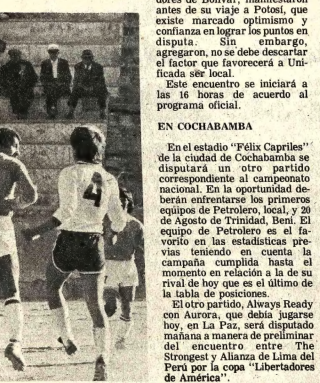 dores de Bolívar, manifestaron
antes de su viaje a Potosí, que
existe marcado optimismo y
confianza en lograr los puntos en
disputa. Sin embargo,
agregaron, no se debe descartar
el factor que favorecerá a Uni-
ficada ser local.
Este encuentro se iniciará a
las 16 horas de acuerdo al
programa oficial.
EN COCHABAMBA
En el estadio "Félix Capriles"
de la ciudad de Cochabamba se
disputará un otro partido
correspondiente al campeonato
nacional. En la oportunidad de-
berán enfrentarse los primeros
equipos de Petrolero, local, y 20
de Agosto de Trinidad, Beni. El
equipo de Petrolero es el fa-
vorito en las estadísticas pre-
vias teniendo en cuenta la
campaña cumplida hasta el
momento en relación a la de su
rival de hoy que es el último de
la tabla de posiciones.
El otro partido, Always Ready
con Aurora, que debía jugarse
hoy, en La Paz, será disputado
mañana a manera de preliminar
del encuentro entre The
Strongest y Alianza de Lima del
Perú por la copa "Libertadores
de América".
4